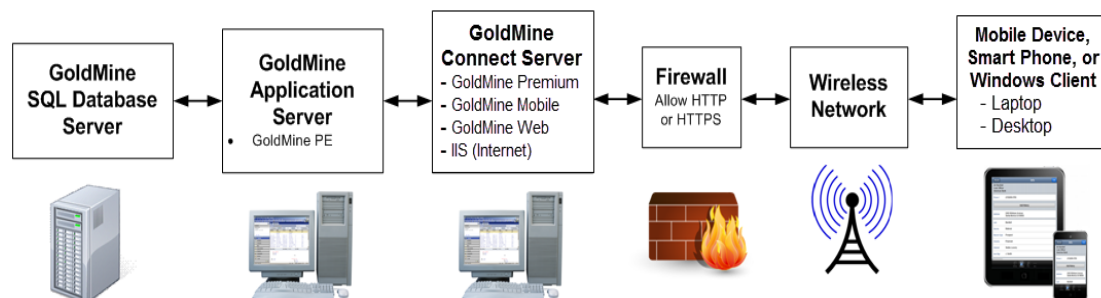 GoldMine
SQL Database
Server
GoldMine
Application
Server
• GoldMine PE
GoldMine
Connect Server
- GoldMine Premium
- GoldMine Mobile
- GoldMine Web
- IIS (Internet)
Firewall
Allow HTTP
or HTTPS
Wireless
Network
Mobile Device,
Smart Phone, or
Windows Client
- Laptop
- Desktop